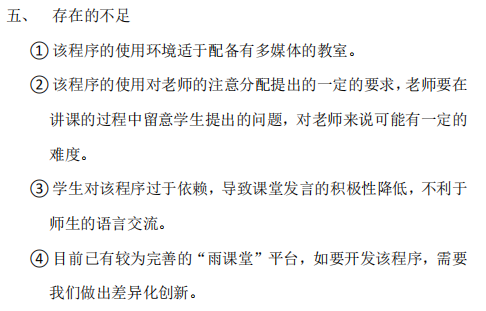 五、 存在的不足
① 该程序的使用环境适于配备有多媒体的教室。
② 该程序的使用对老师的注意分配提出的一定的要求，老师要在
讲课的过程中留意学生提出的问题，对老师来说可能有一定的
难度。
③ 学生对该程序过于依赖，导致课堂发言的积极性降低，不利于
师生的语言交流。
④ 目前已有较为完善的“雨课堂”平台，如要开发该程序，需要
我们做出差异化创新。